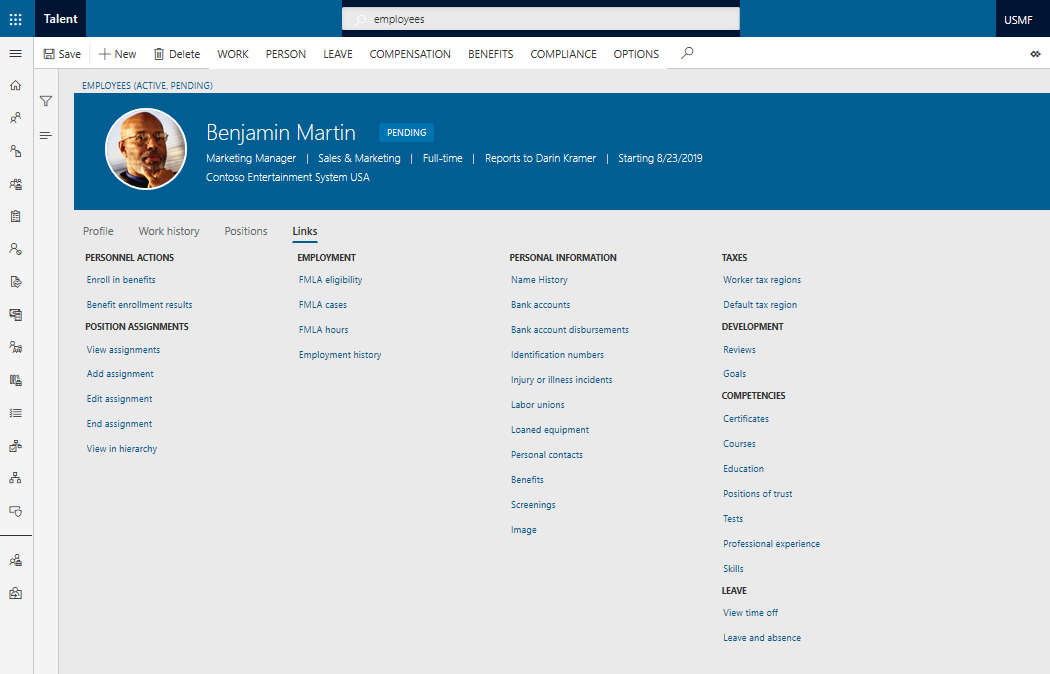 Talent
employees
USMF
Save
New
Delete
WORK
PERSON
LEAVE
COMPENSATION
BENEFITS
COMPLIANCE
OPTIONS
EMPLOYEES (ACTIVE, PENDING)
Benjamin Martin
PENDING
Marketing Manager | Sales & Marketing | Full-time | Reports to Darin Kramer | Starting 8/23/2019
Contoso Entertainment System USA
Profile
Work history
Positions
Links
PERSONNEL ACTIONS
Enroll in benefits
Benefit enrollment results
POSITION ASSIGNMENTS
View assignments
Add assignment
Edit assignment
End assignment
View in hierarchy
EMPLOYMENT
FMLA eligibility
FMLA cases
FMLA hours
Employment history
PERSONAL INFORMATION
Name History
Bank accounts
Bank account disbursements
Identification numbers
Injury or illness incidents
Labor unions
Loaned equipment
Personal contacts
Benefits
Screenings
Image
TAXES
Worker tax regions
Default tax region
DEVELOPMENT
Reviews
Goals
COMPETENCIES
Certificates
Courses
Education
Positions of trust
Tests
Professional experience
Skills
LEAVE
View time off
Leave and absence